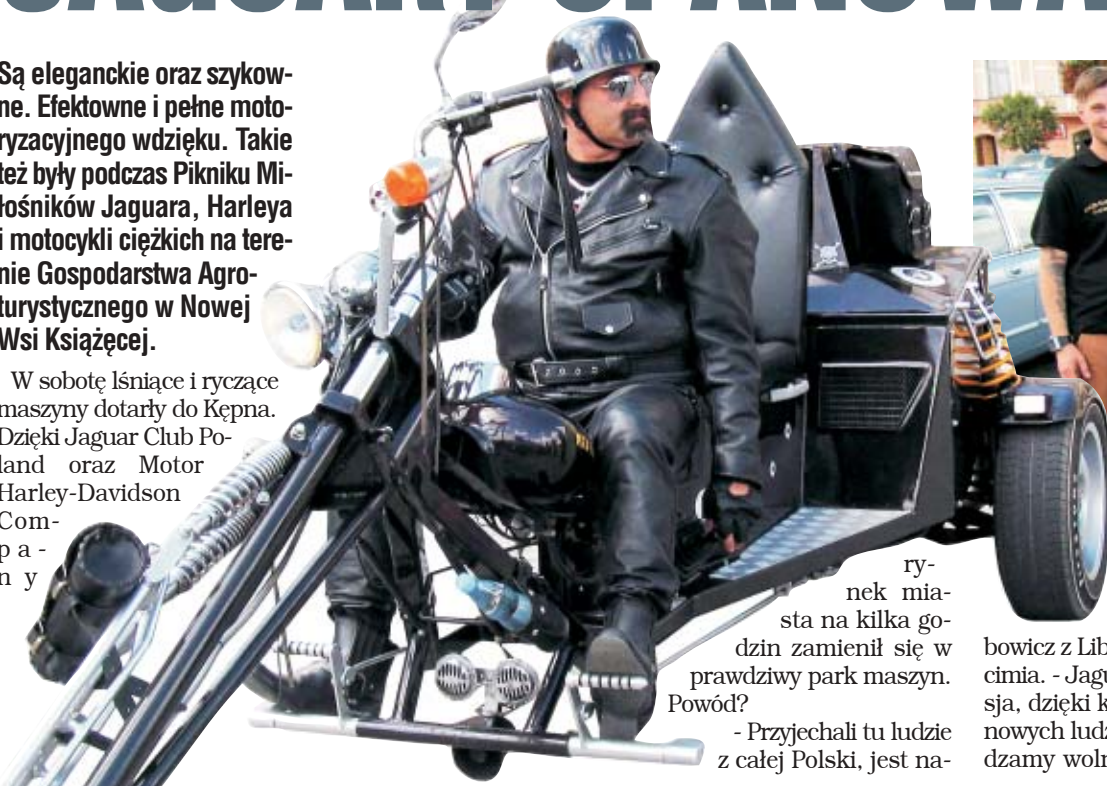 Są eleganckie oraz szykow-
ne. Efektowne i pełne moto-
ryzacyjnego wdzięku. Takie
też były podczas Pikniku Mi-
łośników Jaguara, Harleya
i motocykli ciężkich na tere-
nie Gospodarstwa Agro-
turystycznego w Nowej
Wsi Książęcej.
W sobotę lśniące i ryczące
maszyny dotarły do Kępna.
Dzięki Jaguar Club Po-
land oraz Motor
Harley-Davidson
Com-
pa-
ny
ry-
nek mia-
sta na kilka go-
dzin zamienił się w
prawdziwy park maszyn.
Powód?
- Przyjechali tu ludzie
z całej Polski, jest na-
bowicz z Lib
cimia. - Jagu
sja, dzięki k
nowych ludz
dzamy woln